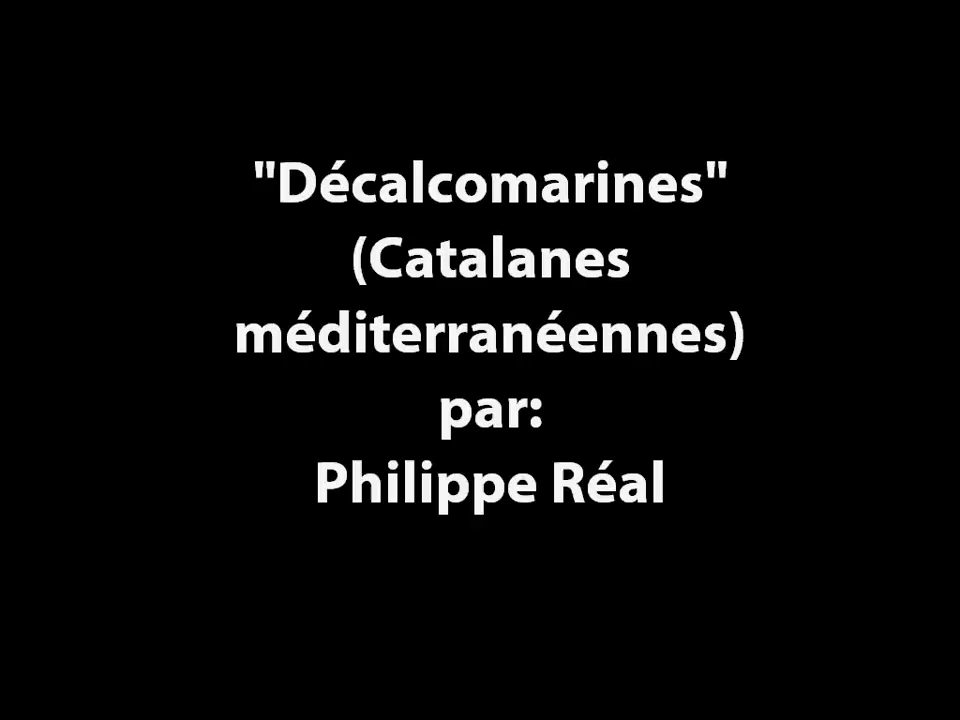 "Décalcomarines"
(Catalanes
méditerranéennes)
par:
Philippe Réal